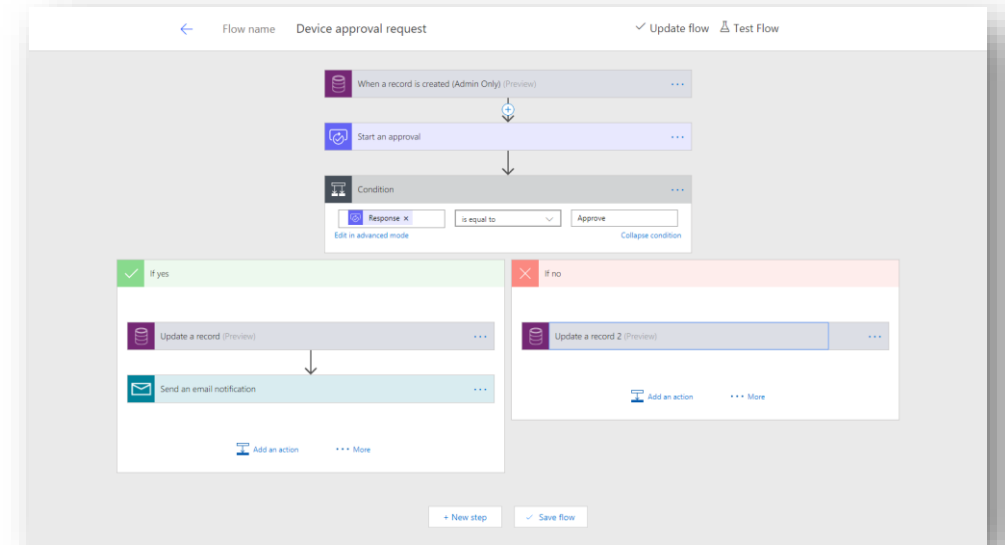 Flow name Device approval request Update flow Test Flow
When a record is created (Admin Only) (Preview)
Start an approval
Condition
Response × is equal to Approve
Edit in advanced mode Collapse condition
If yes
Update a record (Preview)
Send an email notification
Add an action More
If no
Update a record 2 (Preview)
Add an action More
+ New step Save flow